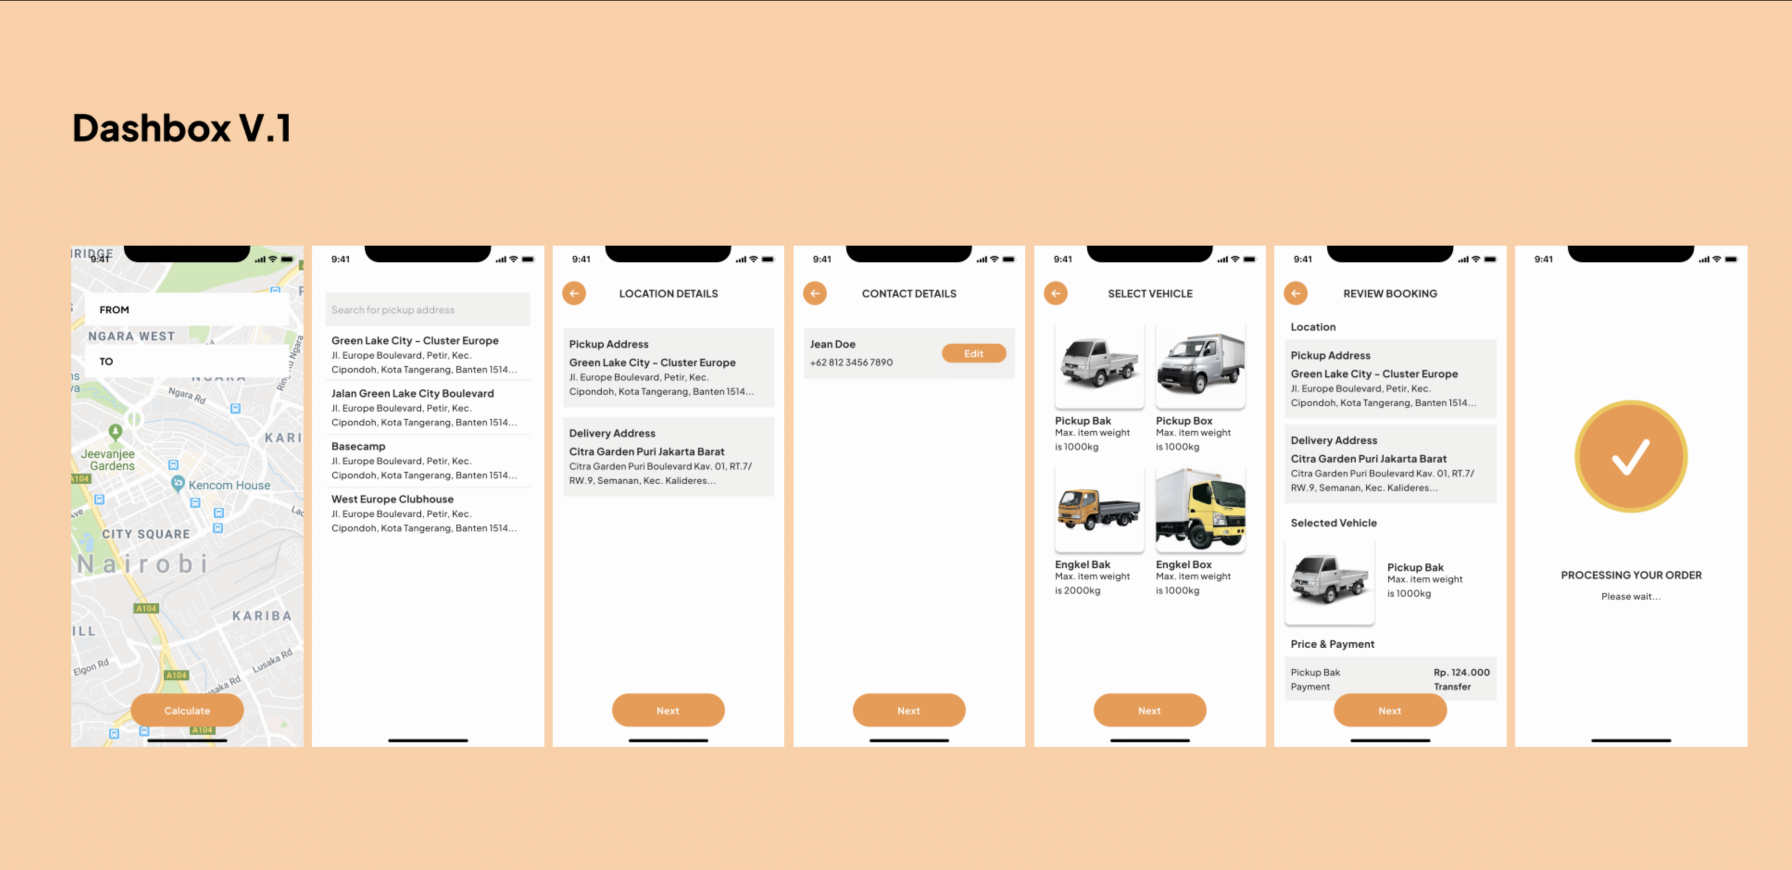 Dashbox V.1
9:41
FROM
NGARA WEST
TO
Ngara Rd
KARI
Jeevanjee
Gardens
A104
Kencom House
CITY SQUARE
Nairobi
A104
KARIBA
ILL
Elgon Rd
Lusaka Rd
A104
usaka Rd
Calculate
A104
9:41
Search for pickup address
Green Lake City - Cluster Europe
Jl. Europe Boulevard, Petir, Kec.
Cipondoh, Kota Tangerang, Banten 1514...
Jalan Green Lake City Boulevard
Jl. Europe Boulevard, Petir, Kec.
Cipondoh, Kota Tangerang, Banten 1514...
Basecamp
Jl. Europe Boulevard, Petir, Kec.
Cipondoh, Kota Tangerang, Banten 1514...
West Europe Clubhouse
Jl. Europe Boulevard, Petir, Kec.
Cipondoh, Kota Tangerang, Banten 1514...
9:41
LOCATION DETAILS
Pickup Address
Green Lake City - Cluster Europe
Jl. Europe Boulevard, Petir, Kec.
Cipondoh, Kota Tangerang, Banten 1514...
Delivery Address
Citra Garden Puri Jakarta Barat
Citra Garden Puri Boulevard Kav. 01, RT.7/
RW.9, Semanan, Kec. Kalideres...
Next
9:41
CONTACT DETAILS
Jean Doe
+62 812 3456 7890
Edit
Next
9:41
SELECT VEHICLE
Pickup Bak
Max. item weight
is 1000kg
Pickup Box
Max. item weight
is 1000kg
Engkel Bak
Max. item weight
is 2000kg
Engkel Box
Max. item weight
is 1000kg
Next
9:41
REVIEW BOOKING
Location
Pickup Address
Green Lake City - Cluster Europe
Jl. Europe Boulevard, Petir, Kec.
Cipondoh, Kota Tangerang, Banten 1514...
Delivery Address
Citra Garden Puri Jakarta Barat
Citra Garden Puri Boulevard Kav. 01, RT.7/
RW.9, Semanan, Kec. Kalideres...
Selected Vehicle
Pickup Bak
Max. item weight
is 1000kg
Price & Payment
Pickup Bak Rp. 124.000
Payment Transfer
Next
9:41
PROCESSING YOUR ORDER
Please wait...